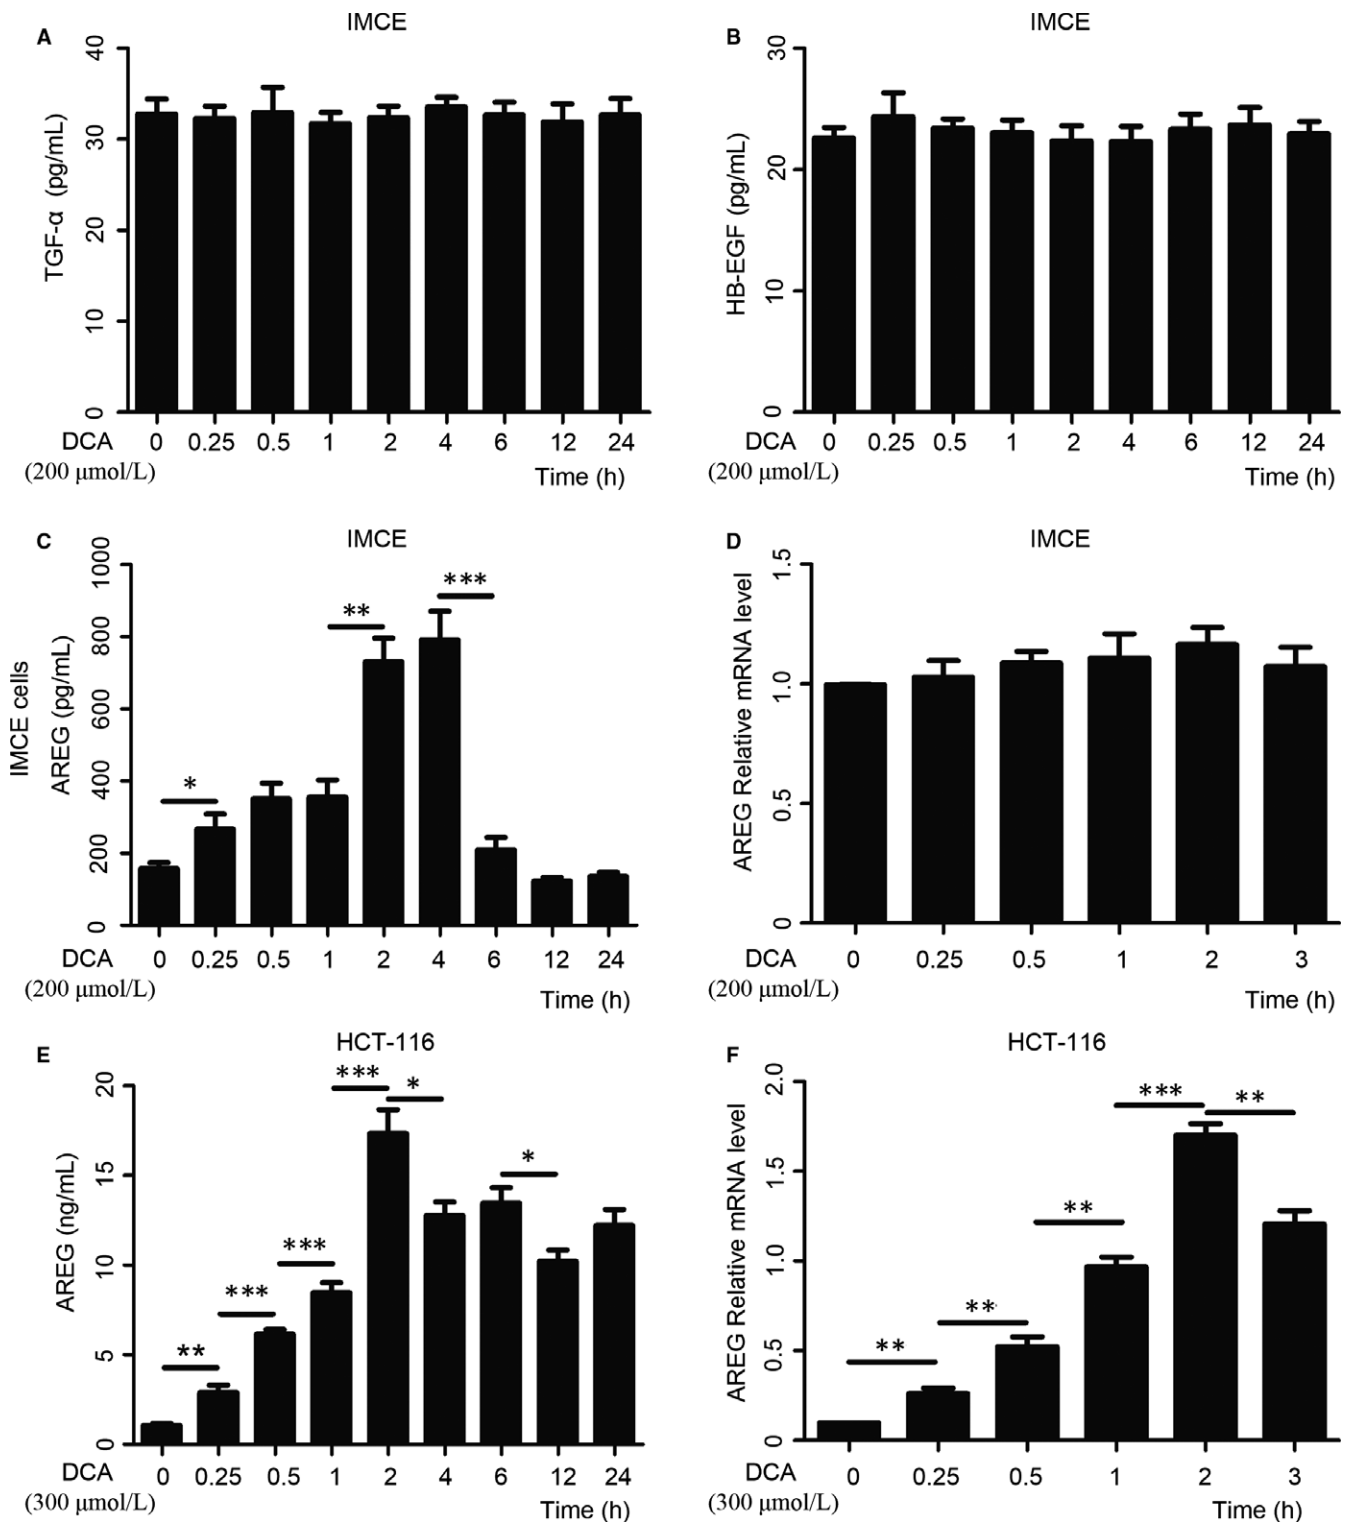 A
IMCE
TGF-α (pg/mL)
40
30
20
10
0
DCA 0 0.25 0.5 1 2 4 6 12 24
(200 μmol/L)
Time (h)
B
IMCE
HB-EGF (pg/mL)
30
20
10
0
0 0.25 0.5 1 2 4 6 12 24
DCA
(200 μmol/L)
Time (h)
C
IMCE
IMCE cells
AREG (pg/mL)
1000
800
600
400
200
0
*
**
***
DCA 0 0.25 0.5 1 2 4 6 12 24
(200 μmol/L)
Time (h)
D
IMCE
AREG Relative mRNA level
1.5
1.0
0.5
0
DCA 0 0.25 0.5 1 2 3
(200 μmol/L)
Time (h)
E
HCT-116
AREG (ng/mL)
20
15
10
5
0
**
***
***
***
*
*
DCA 0 0.25 0.5 1 2 4 6 12 24
(300 μmol/L)
Time (h)
F
HCT-116
AREG Relative mRNA level
2.0
1.5
1.0
0.5
0
**
**
**
***
**
DCA 0 0.25 0.5 1 2 3
(300 μmol/L)
Time (h)